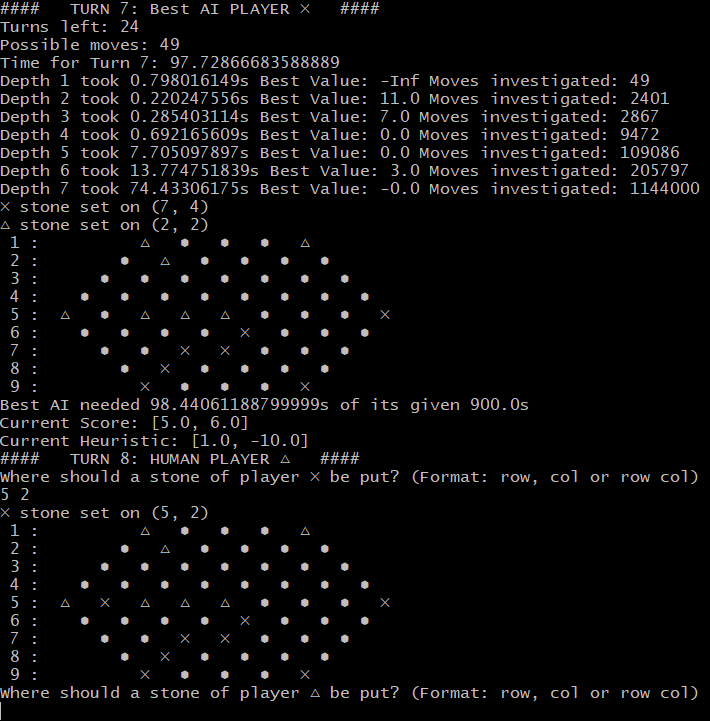 ####   TURN 7: Best AI PLAYER ×   ####
Turns left: 24
Possible moves: 49
Time for Turn 7: 97.72866683588889
Depth 1 took 0.798016149s Best Value: -Inf Moves investigated: 49
Depth 2 took 0.220247556s Best Value: 11.0 Moves investigated: 2401
Depth 3 took 0.285403114s Best Value: 7.0 Moves investigated: 2867
Depth 4 took 0.692165609s Best Value: 0.0 Moves investigated: 9472
Depth 5 took 7.705097897s Best Value: 0.0 Moves investigated: 109086
Depth 6 took 13.774751839s Best Value: 3.0 Moves investigated: 205797
Depth 7 took 74.43306175s Best Value: -0.0 Moves investigated: 1144000
× stone set on (7, 4)
△ stone set on (2, 2)
1 :          △   ⬢   ⬢   ⬢   △
2 :        ⬢   △   ⬢   ⬢   ⬢   ⬢
3 :      ⬢   ⬢   ⬢   ⬢   ⬢   ⬢   ⬢
4 :    ⬢   ⬢   ⬢   ⬢   ⬢   ⬢   ⬢   ⬢
5 :  △   ⬢   △   △   △   ⬢   ⬢   ⬢   ×
6 :    ⬢   ⬢   ⬢   ⬢   ×   ⬢   ⬢   ⬢
7 :      ⬢   ⬢   ×   ×   ⬢   ⬢   ⬢
8 :        ⬢   ×   ⬢   ⬢   ⬢   ⬢
9 :          ×   ⬢   ⬢   ⬢   ×
Best AI needed 98.44061188799999s of its given 900.0s
Current Score: [5.0, 6.0]
Current Heuristic: [1.0, -10.0]
####   TURN 8: HUMAN PLAYER △   ####
Where should a stone of player × be put? (Format: row, col or row col)
5 2
× stone set on (5, 2)
1 :          △   ⬢   ⬢   ⬢   △
2 :        ⬢   △   ⬢   ⬢   ⬢   ⬢
3 :      ⬢   ⬢   ⬢   ⬢   ⬢   ⬢   ⬢
4 :    ⬢   ⬢   ⬢   ⬢   ⬢   ⬢   ⬢   ⬢
5 :  △   ×   △   △   △   ⬢   ⬢   ⬢   ×
6 :    ⬢   ⬢   ⬢   ⬢   ×   ⬢   ⬢   ⬢
7 :      ⬢   ⬢   ×   ×   ⬢   ⬢   ⬢
8 :        ⬢   ×   ⬢   ⬢   ⬢   ⬢
9 :          ×   ⬢   ⬢   ⬢   ×
Where should a stone of player △ be put? (Format: row, col or row col)